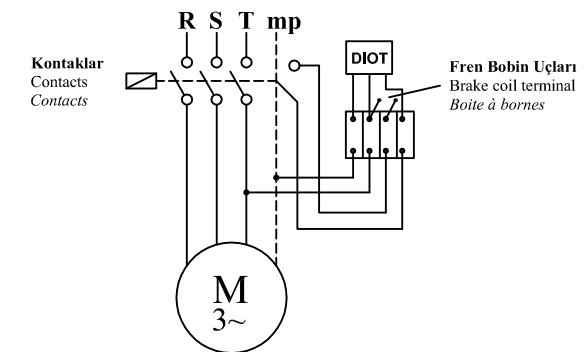 R S T mp
Kontaklar
Contacts
Contacts
DIOT
Fren Bobin Uçları
Brake coil terminal
Boite à bornes
M
3~